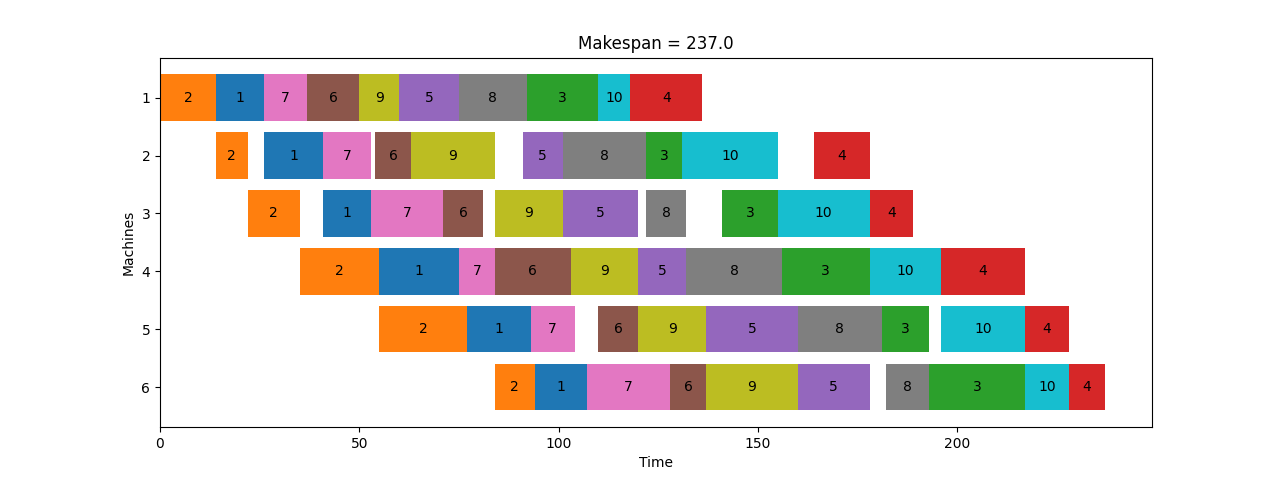 Makespan = 237.0
1 2 1 7 6 9 5 8 3 10 4
2 2 1 7 6 9 5 8 3 10 4
3 2 1 7 6 9 5 8 3 10 4
4 2 1 7 6 9 5 8 3 10 4
5 2 1 7 6 9 5 8 3 10 4
6 2 1 7 6 9 5 8 3 10 4
Machines
0 50 100 150 200
Time